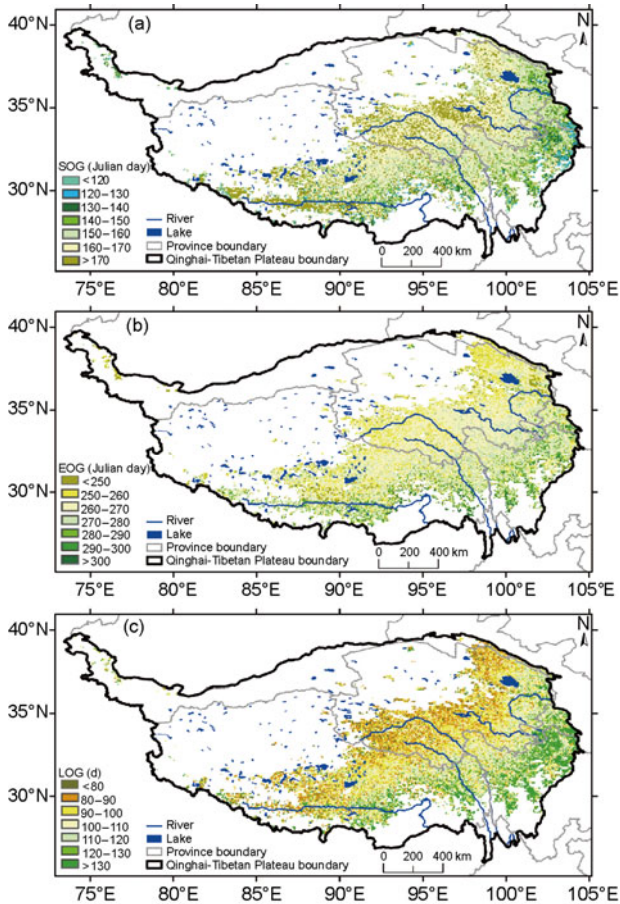 (a)
N
40°N
35°N
30°N
SOG (Julian day)
<120
120–130
130–140
140–150
150–160
160–170
>170
River
Lake
Province boundary
Qinghai-Tibetan Plateau boundary
0 200 400 km
75°E 80°E 85°E 90°E 95°E 100°E 105°E
(b)
N
40°N
35°N
30°N
EOG (Julian day)
<250
250–260
260–270
270–280
280–290
290–300
>300
River
Lake
Province boundary
Qinghai-Tibetan Plateau boundary
0 200 400 km
75°E 80°E 85°E 90°E 95°E 100°E 105°E
(c)
N
40°N
35°N
30°N
LOG (d)
<80
80–90
90–100
100–110
110–120
120–130
>130
River
Lake
Province boundary
Qinghai-Tibetan Plateau boundary
0 200 400 km
75°E 80°E 85°E 90°E 95°E 100°E 105°E